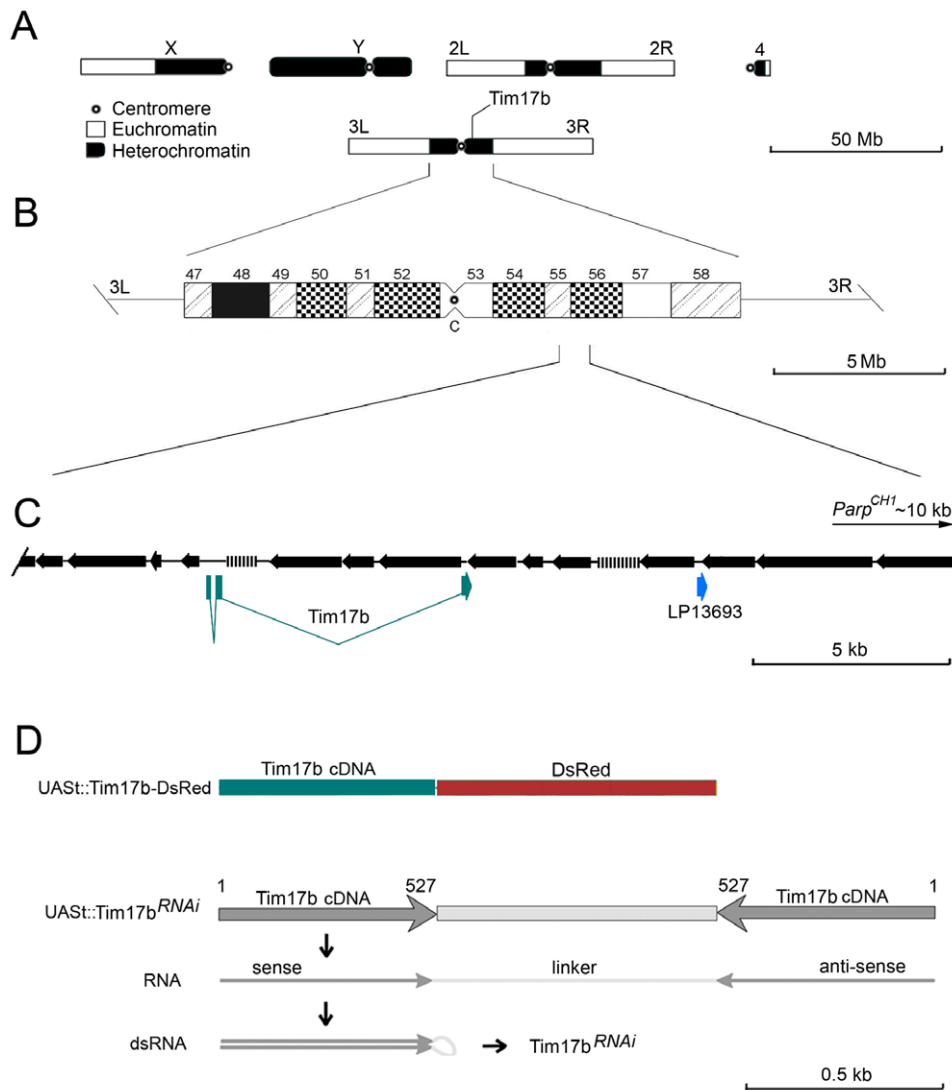 A
X
Y
2L
2R
4
Centromere
Euchromatin
Heterochromatin
Tim17b
3L
3R
50 Mb
B
47 48 49 50 51 52 53 54 55 56 57 58
3L
3R
C
5 Mb
C
Parp^CH1 ~10 kb
Tim17b
LP13693
5 kb
D
Tim17b cDNA
DsRed
UASt::Tim17b-DsRed
1
527
527
1
UASt::Tim17b^RNAi
Tim17b cDNA
Tim17b cDNA
RNA
sense
linker
anti-sense
dsRNA
Tim17b^RNAi
0.5 kb